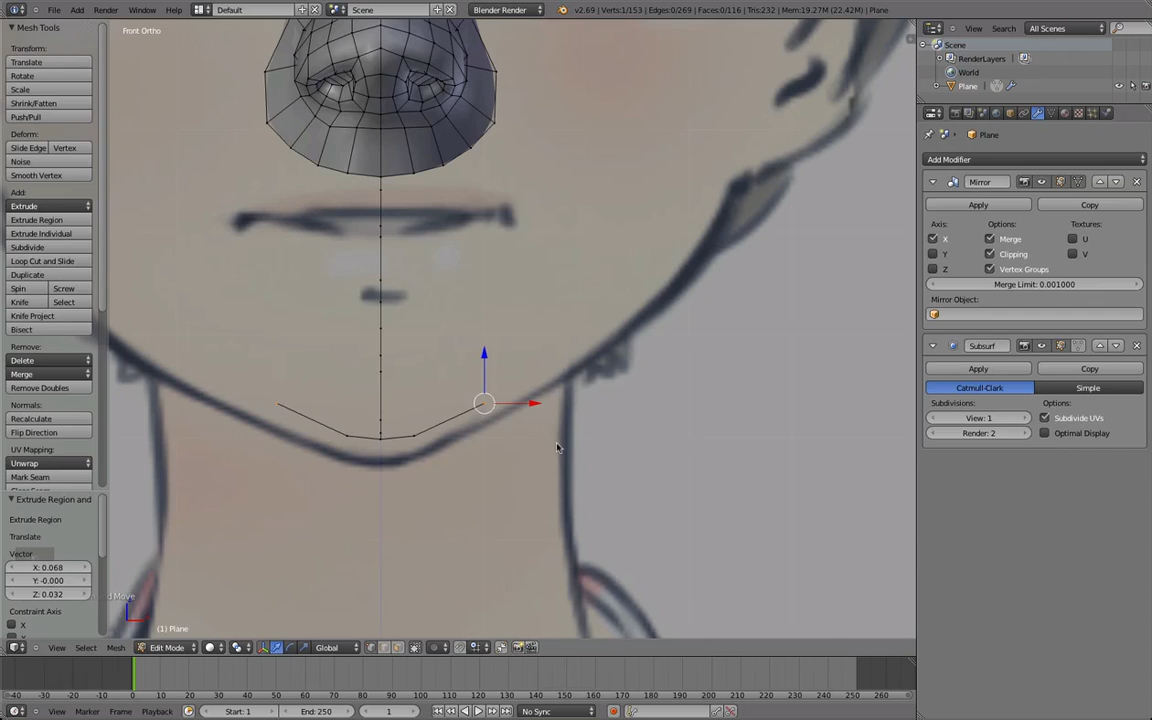 File Add Render Window Help Default Scene Blender Render v2.69 | Verts:1/153 | Edges:0/269 | Faces:0/116 | Tris:232 | Mem:19.27M (22.42M) | Plane
Mesh Tools
Transform:
Translate
Rotate
Scale
Shrink/Fatten
Push/Pull
Deform:
Slide Edge Vertex
Noise
Smooth Vertex
Add:
Extrude
Extrude Region
Extrude Individual
Subdivide
Loop Cut and Slide
Duplicate
Spin Screw
Knife Select
Knife Project
Bisect
Remove:
Delete
Merge
Remove Doubles
Normals:
Recalculate
Flip Direction
UV Mapping:
Unwrap
Mark Seam
Extrude Region and
Extrude Region
Translate
Vector
X: 0.068
Y: -0.000
Z: 0.032
Constraint Axis
X
Front Ortho
(1) Plane
View Search All Scenes
Scene
RenderLayers
World
Plane
Plane
Add Modifier
Mirror
Apply Copy
Axis: Options: Textures:
X Merge U
Y Clipping V
Z Vertex Groups
Merge Limit: 0.001000
Mirror Object:
Subsurf
Apply Copy
Catmull-Clark Simple
Subdivisions: Options:
View: 1 Subdivide UVs
Render: 2 Optimal Display
View Select Mesh Edit Mode Global
-40 -30 -20 -10 0 10 20 30 40 50 60 70 80 90 100 110 120 130 140 150 160 170 180 190 200 210 220 230 240 250 260
View Marker Frame Playback Start: 1 End: 250 1 No Sync